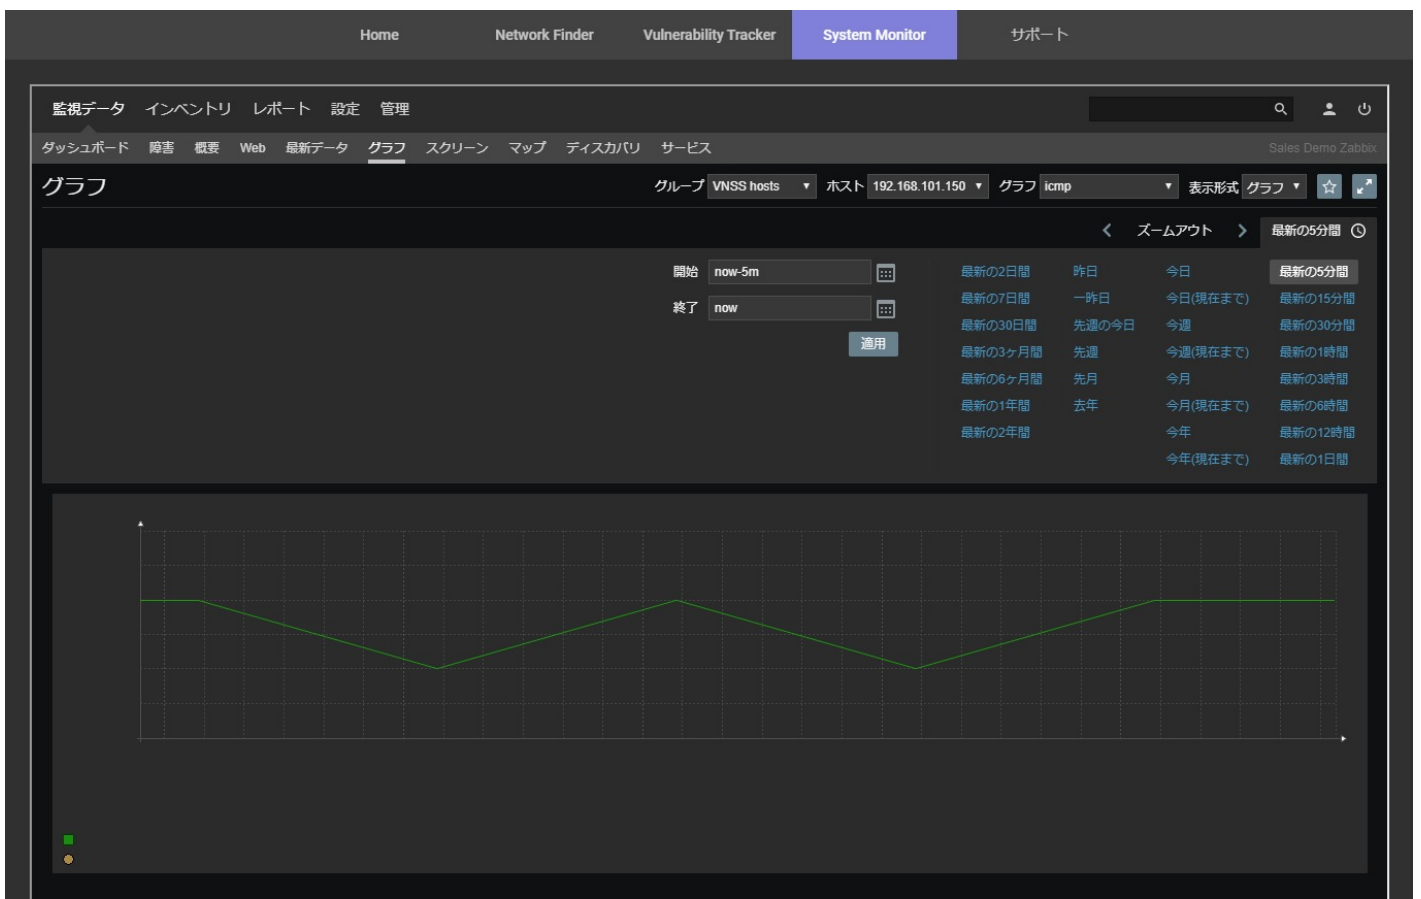 Home Network Finder Vulnerability Tracker System Monitor サポート
監視データ インベントリ レポート 設定 管理
ダッシュボード 障害 概要 Web 最新データ グラフ スクリーン マップ ディスカバリ サービス Sales Demo Zabbix
グラフ グループ VNSS hosts ホスト 192.168.101.150 グラフ icmp 表示形式 グラフ
ズームアウト 最新の5分間
開始 now-5m 最新の2日間 昨日 今日 最新の5分間
最新の7日間 一昨日 今日(現在まで) 最新の15分間
終了 now
最新の30日間 先週の今日 今週 最新の30分間
適用 最新の3ヶ月間 先週 今週(現在まで) 最新の1時間
最新の6ヶ月間 先月 今月 最新の3時間
最新の1年間 去年 今月(現在まで) 最新の6時間
最新の2年間 今年 最新の12時間
今年(現在まで) 最新の1日間